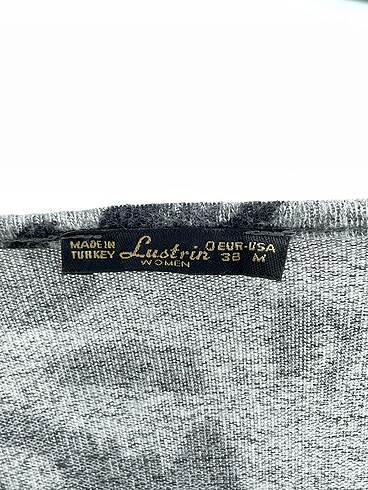 MADE IN
TURKEY
Lustrin
WOMEN
EUR-USA
38 M